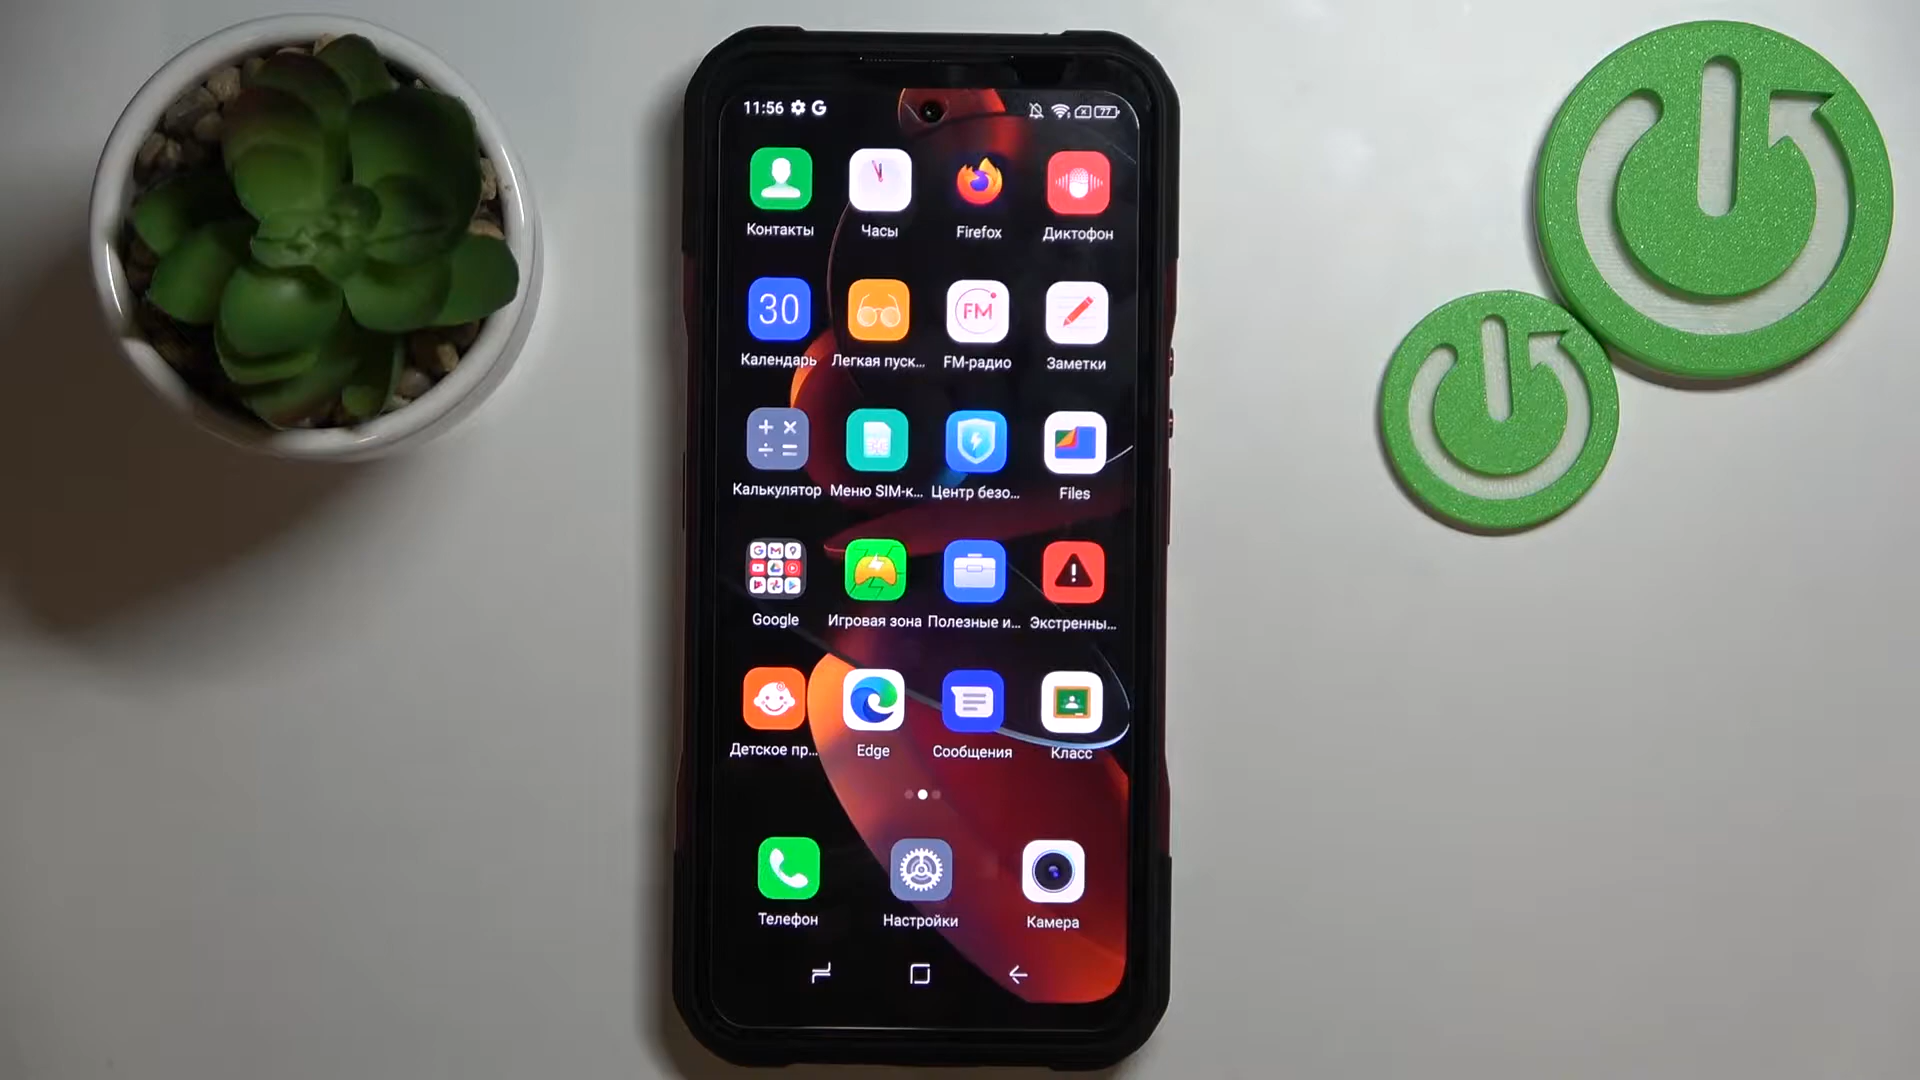 11:56 G 77
Контакты Часы Firefox Диктофон
30 FM
Календарь Легкая пуск... FM-радио Заметки
Калькулятор Меню SIM-к... Центр безо... Files
Google Игровая зона Полезные и... Экстренны...
Детское пр... Edge Сообщения Класс
Телефон Настройки Камера